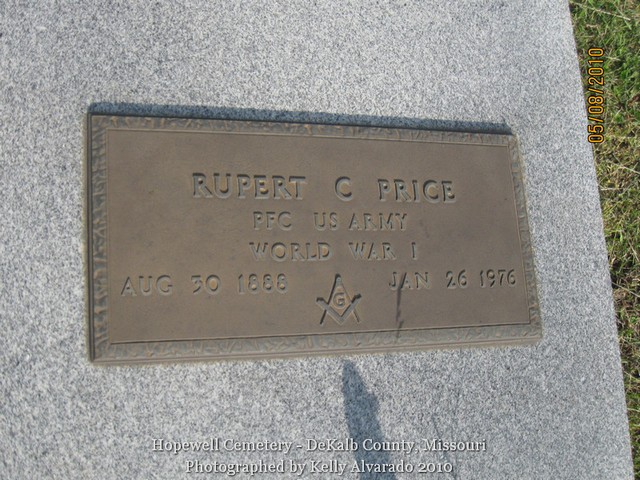 RUPERT C PRICE
PFC US ARMY
WORLD WAR I
AUG 30 1888 JAN 26 1976
G
05/08/2010
Hopewell Cemetery - DeKalb County, Missouri
Photographed by Kelly Alvarado 2010